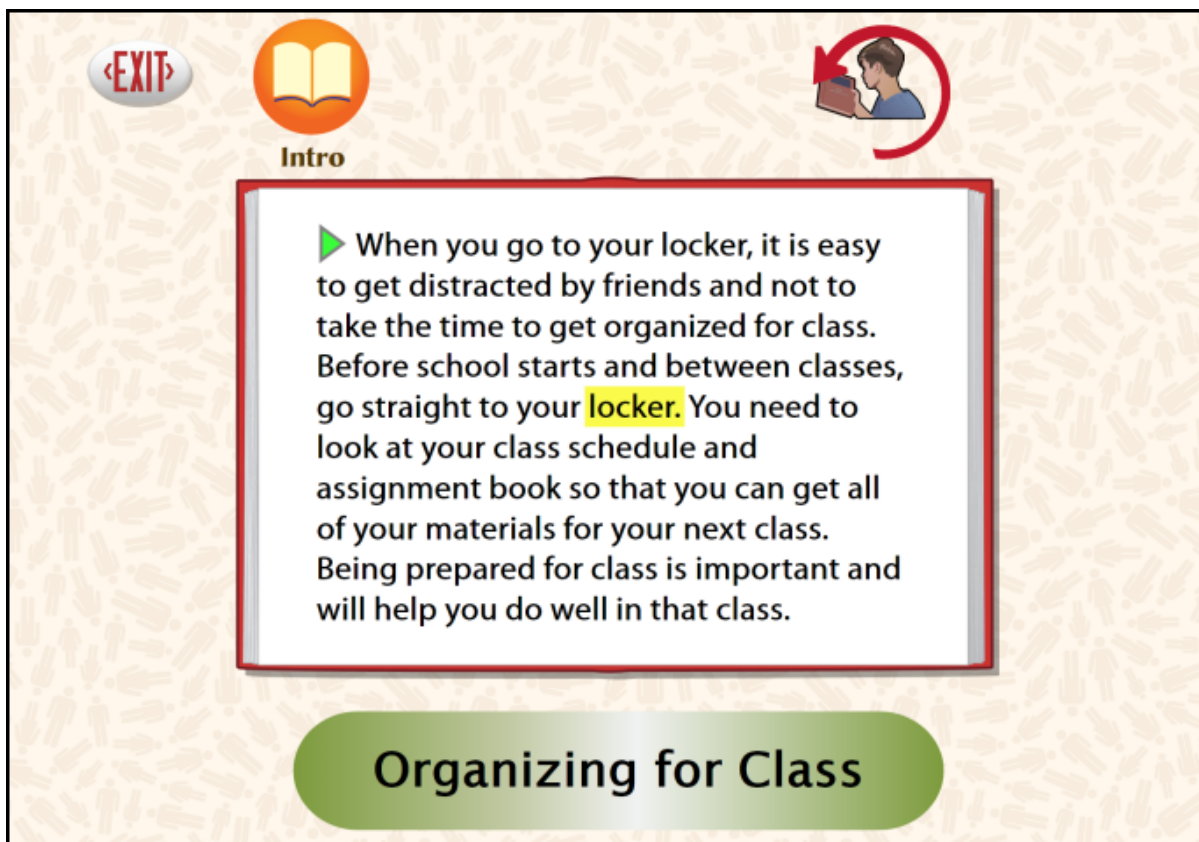 ‹EXIT›
Intro
When you go to your locker, it is easy
to get distracted by friends and not to
take the time to get organized for class.
Before school starts and between classes,
go straight to your locker. You need to
look at your class schedule and
assignment book so that you can get all
of your materials for your next class.
Being prepared for class is important and
will help you do well in that class.
Organizing for Class